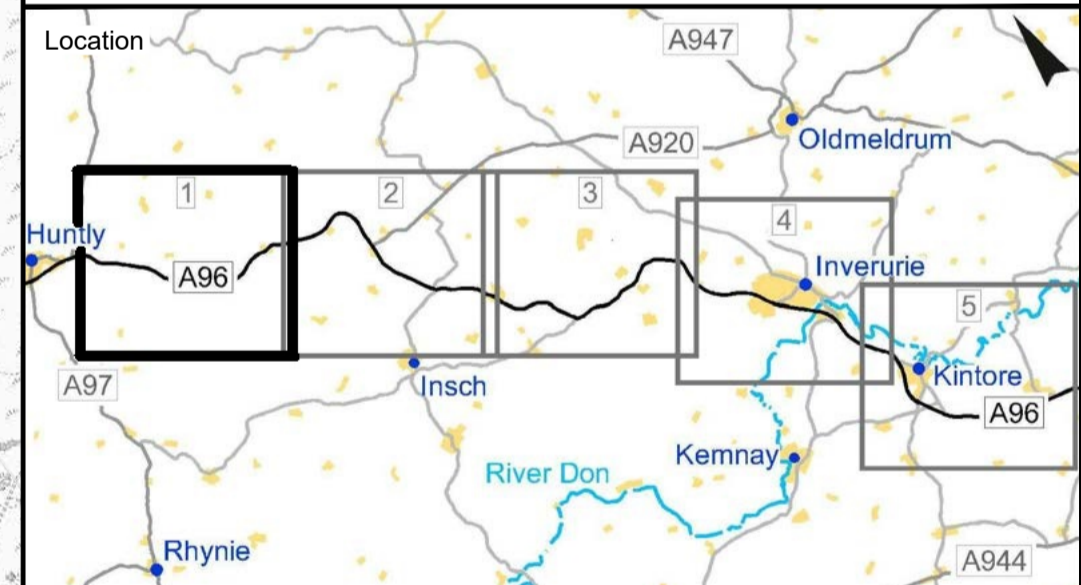 Location
A947
Oldmeldrum
A920
1
2
3
4
Huntly
A96
Inverurie
5
A97
Insch
Kintore
A96
Kemnay
River Don
Rhynie
A944